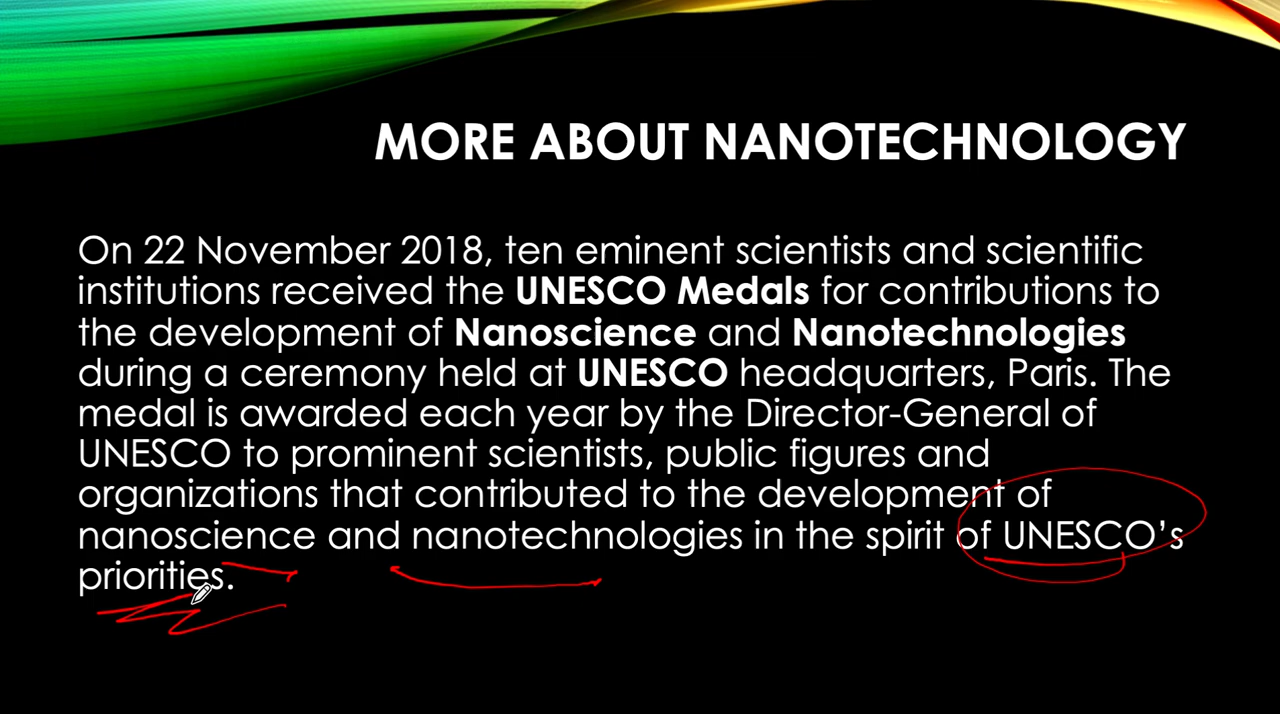 MORE ABOUT NANOTECHNOLOGY
On 22 November 2018, ten eminent scientists and scientific
institutions received the UNESCO Medals for contributions to
the development of Nanoscience and Nanotechnologies
during a ceremony held at UNESCO headquarters, Paris. The
medal is awarded each year by the Director-General of
UNESCO to prominent scientists, public figures and
organizations that contributed to the development of
nanoscience and nanotechnologies in the spirit of UNESCO’s
priorities.